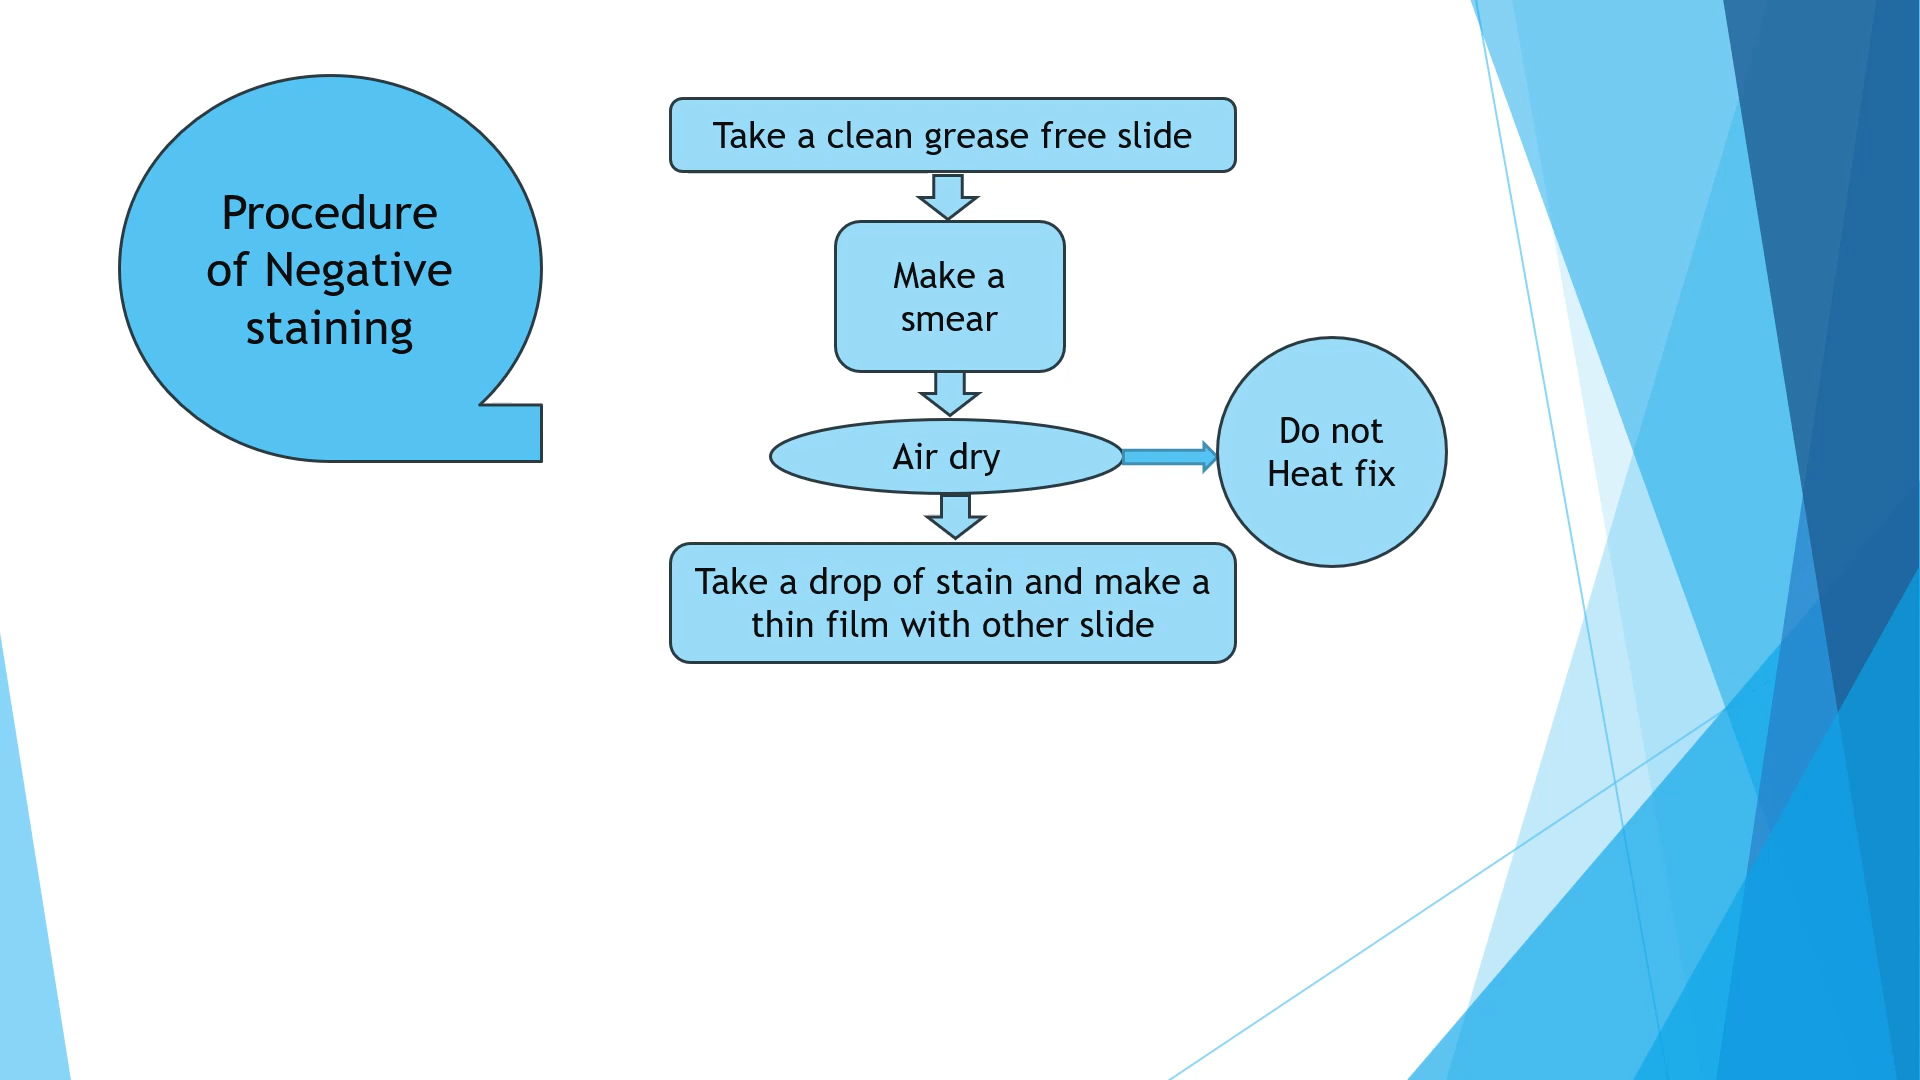 Procedure
of Negative
staining
Take a clean grease free slide
Make a
smear
Air dry
Do not
Heat fix
Take a drop of stain and make a
thin film with other slide